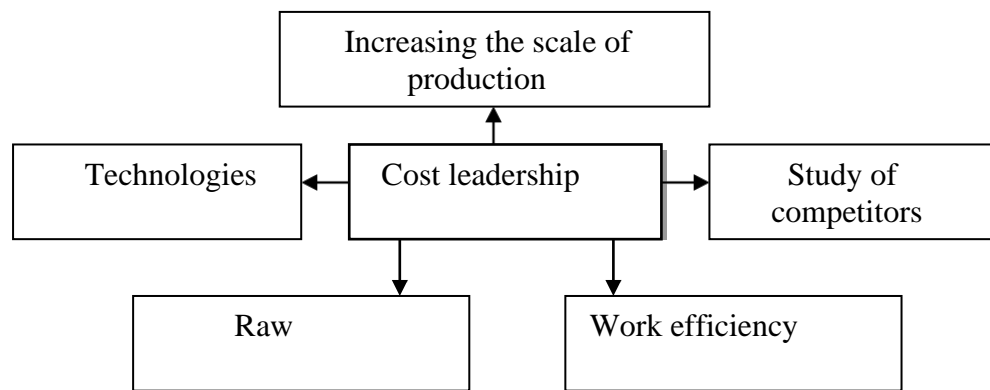 Increasing the scale of
production
Technologies
Cost leadership
Study of
competitors
Raw
Work efficiency